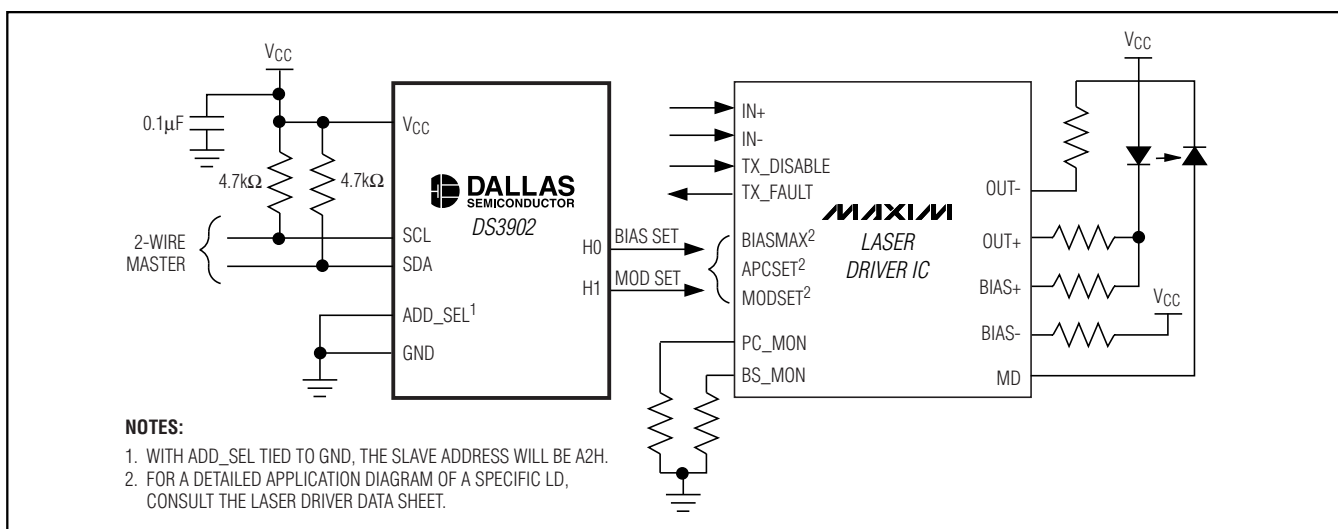 VCC
0.1μF
4.7kΩ
4.7kΩ
2-WIRE
MASTER
VCC
SCL
SDA
ADD_SEL1
GND
DALLAS
SEMICONDUCTOR
DS3902
H0
H1
BIAS SET
MOD SET
IN+
IN-
TX_DISABLE
TX_FAULT
BIASMAX2
APCSET2
MODSET2
PC_MON
BS_MON
MAXIM
LASER
DRIVER IC
OUT-
OUT+
BIAS+
BIAS-
MD
VCC
VCC
NOTES:
1. WITH ADD_SEL TIED TO GND, THE SLAVE ADDRESS WILL BE A2H.
2. FOR A DETAILED APPLICATION DIAGRAM OF A SPECIFIC LD,
CONSULT THE LASER DRIVER DATA SHEET.